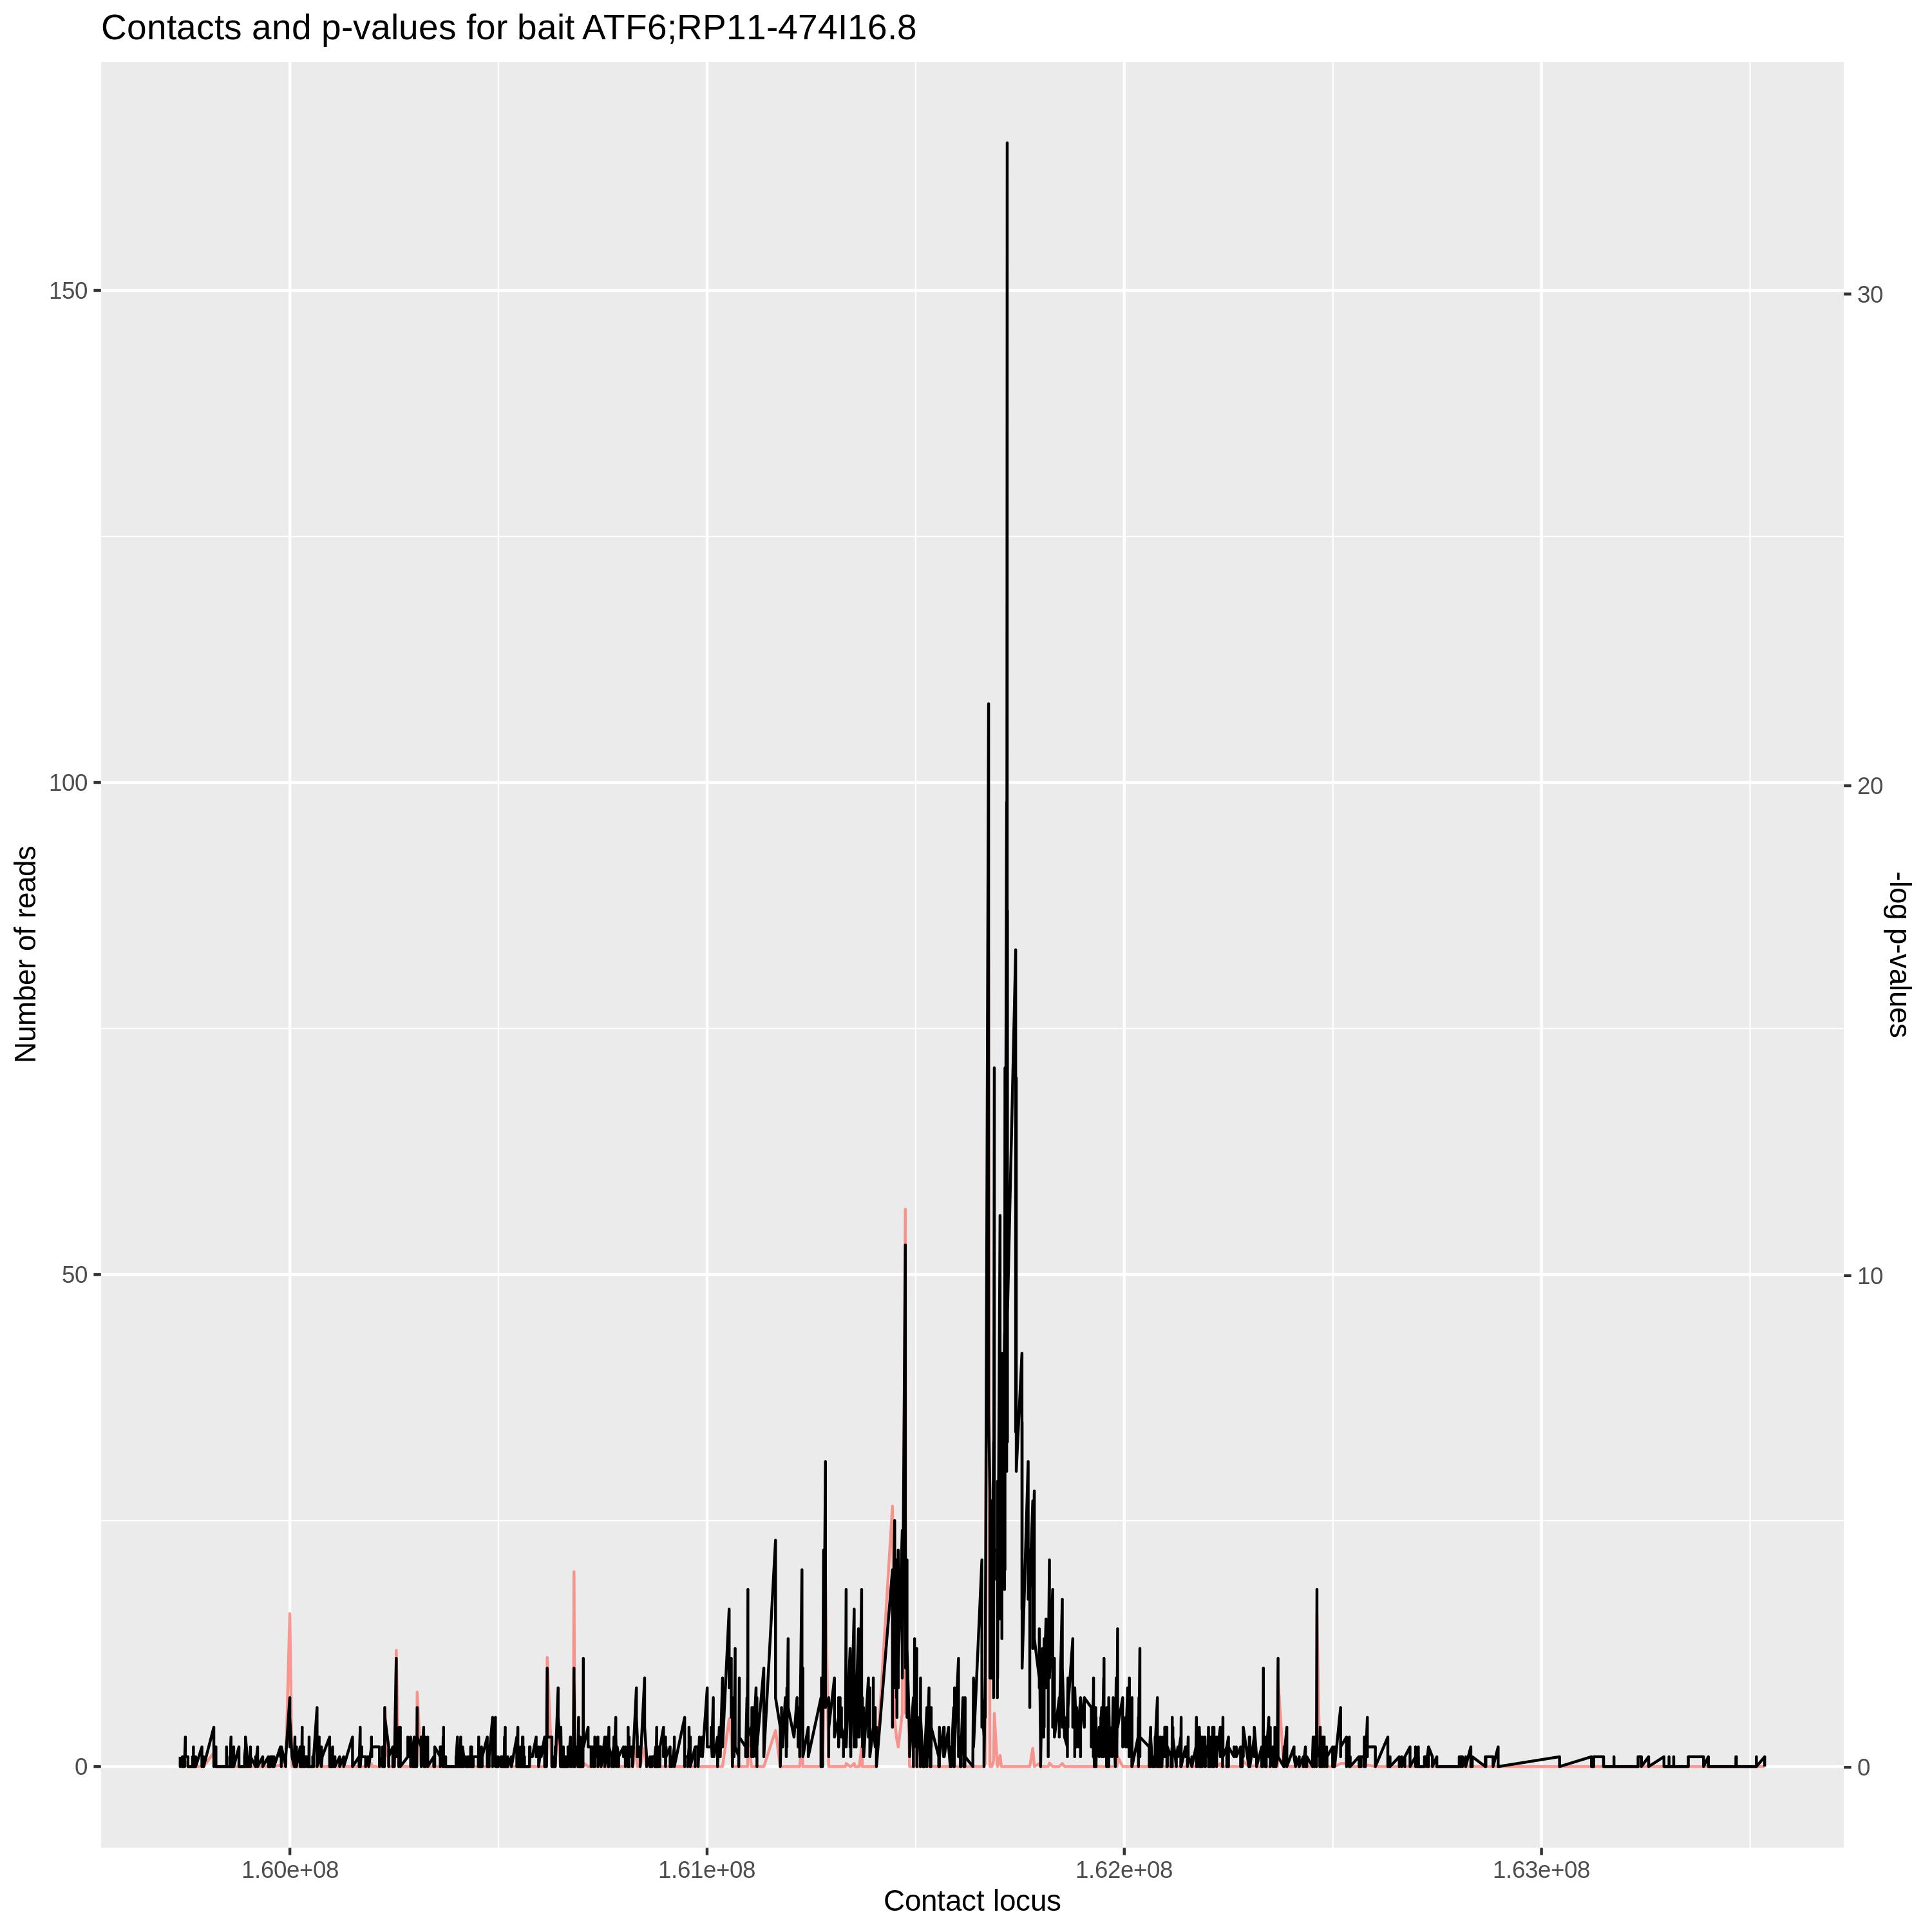 Contacts and p-values for bait ATF6;RP11-474I16.8
150
100
50
0
30
20
10
0
Number of reads
-log p-values
1.60e+08
1.61e+08
1.62e+08
1.63e+08
Contact locus